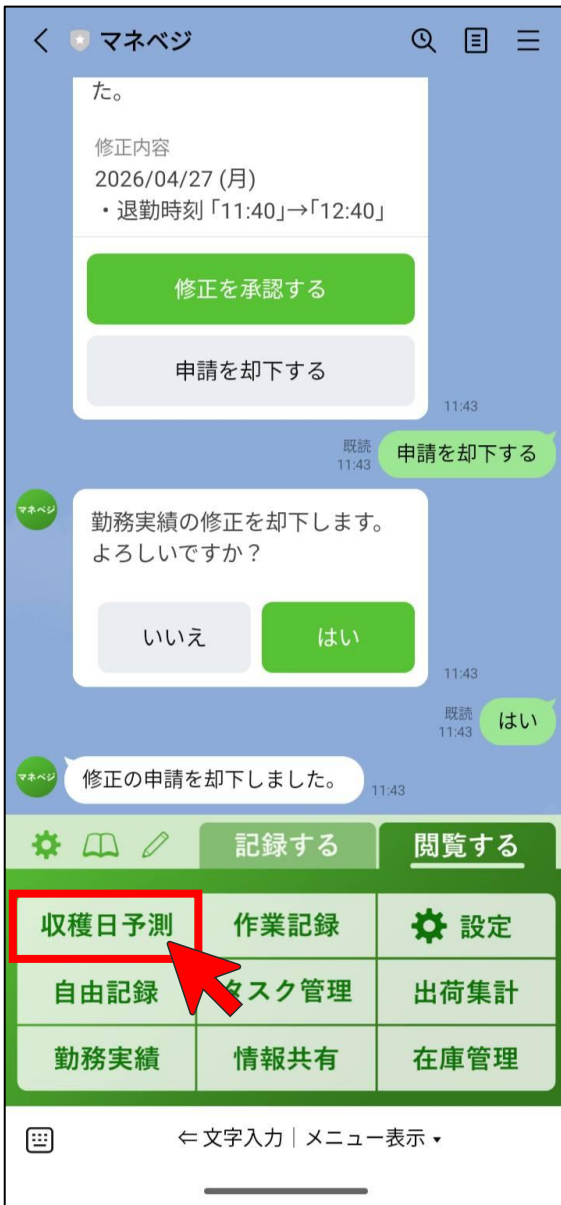 マネベジ
た。
修正内容
2026/04/27 (月)
・退勤時刻 ｢11:40｣→｢12:40｣
修正を承認する
申請を却下する
11:43
既読
11:43
申請を却下する
マネベジ
勤務実績の修正を却下します。
よろしいですか？
いいえ はい
11:43
既読
11:43
はい
マネベジ
修正の申請を却下しました。
11:43
記録する 閲覧する
収穫日予測 作業記録 設定
自由記録 タスク管理 出荷集計
勤務実績 情報共有 在庫管理
⇐ 文字入力｜メニュー表示 ▾